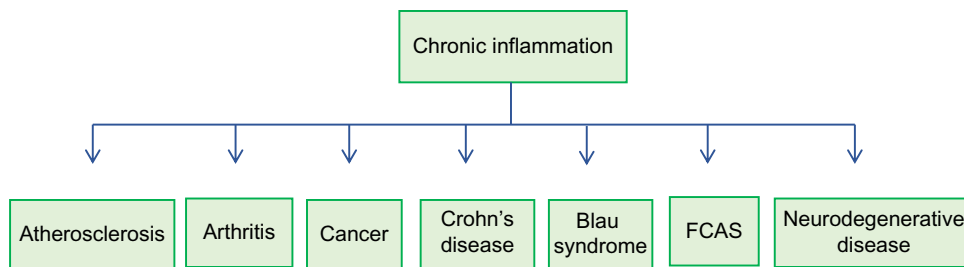 Chronic inflammation
Atherosclerosis
Arthritis
Cancer
Crohn’s
disease
Blau
syndrome
FCAS
Neurodegenerative
disease